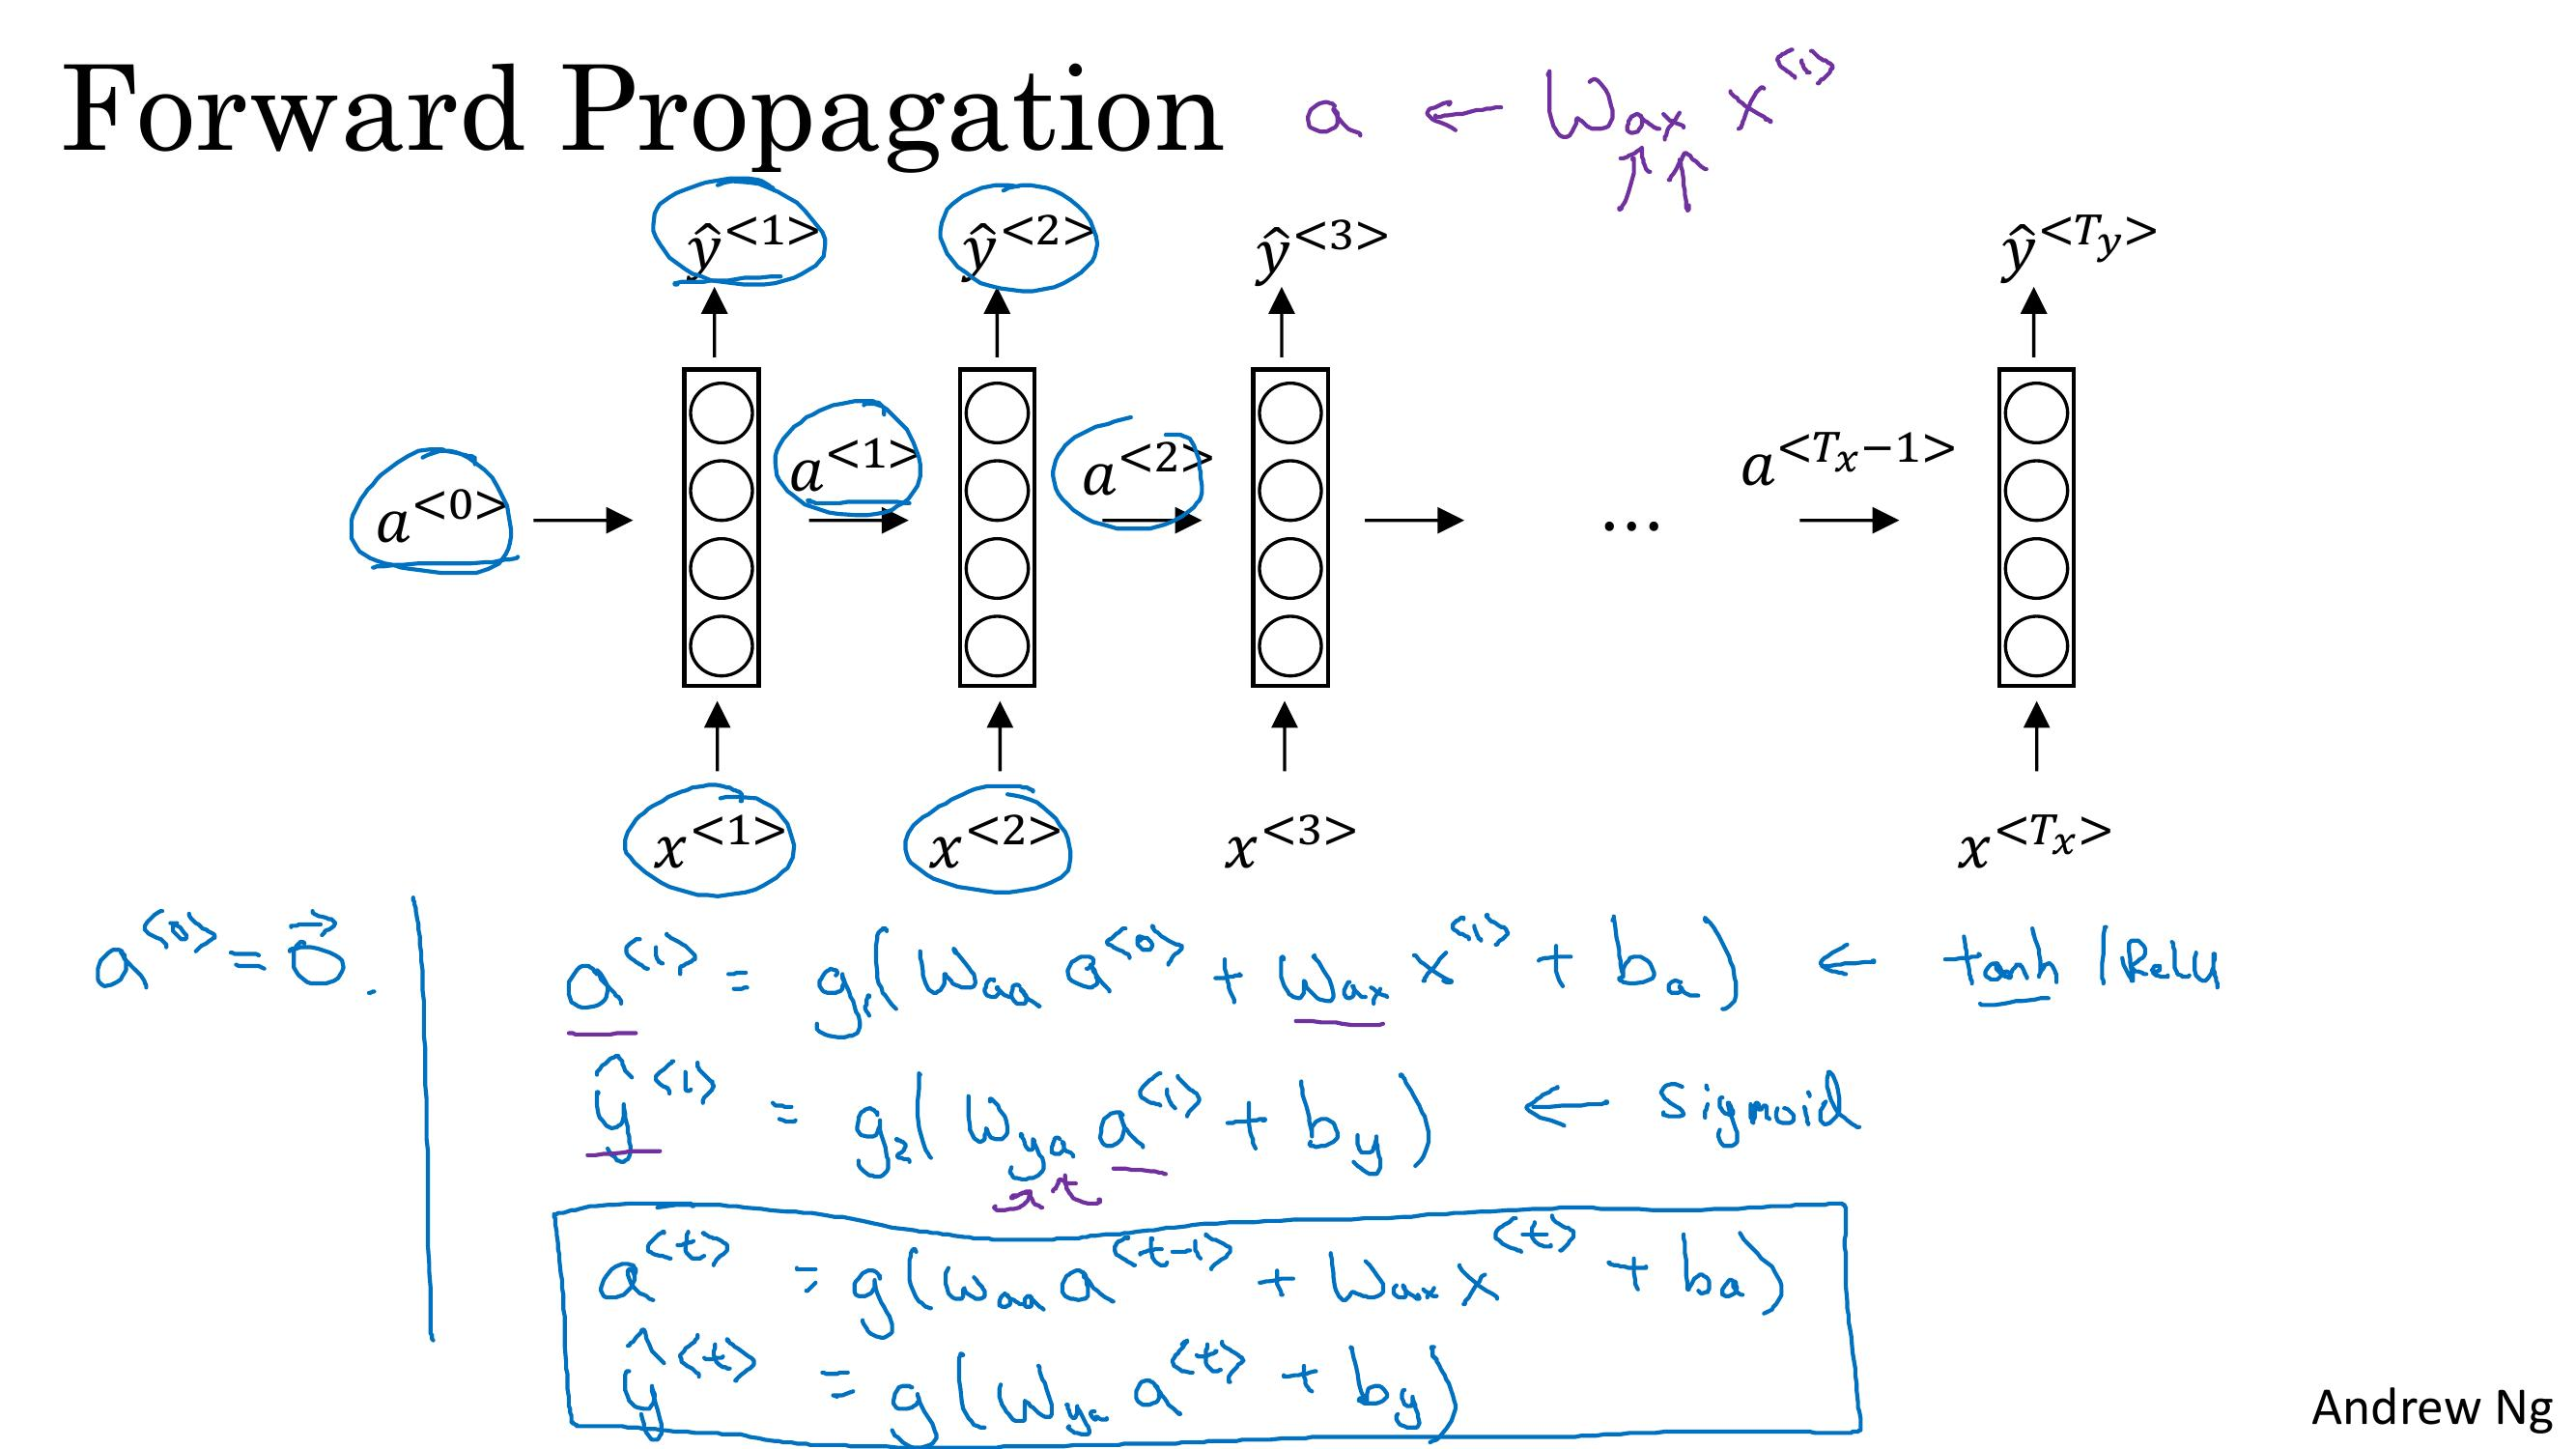 Forward Propagation a ← Wax x<1>
ŷ<1> ŷ<2> ŷ<3> ŷ<Ty>
a<0> a<1> a<2> ... a<Tx−1>
x<1> x<2> x<3> x<Tx>
a<0> = 0⃗.
a<1> = g₁(Waa a<0> + Wax x<1> + ba) ← tanh | ReLU
ŷ<1> = g₂(Wya a<1> + by) ← sigmoid
a<t> = g(Waa a<t-1> + Wax x<t> + ba)
ŷ<t> = g(Wya a<t> + by)
Andrew Ng